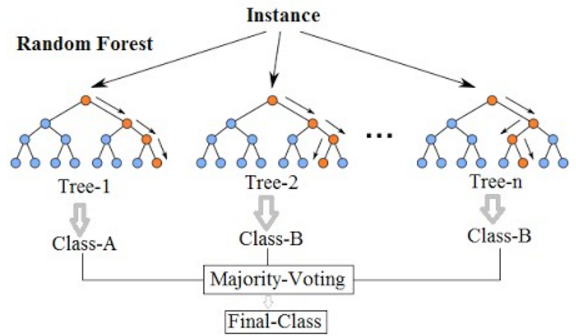 Instance
Random Forest
...
Tree-1
Tree-2
Tree-n
Class-A
Class-B
Class-B
Majority-Voting
Final-Class